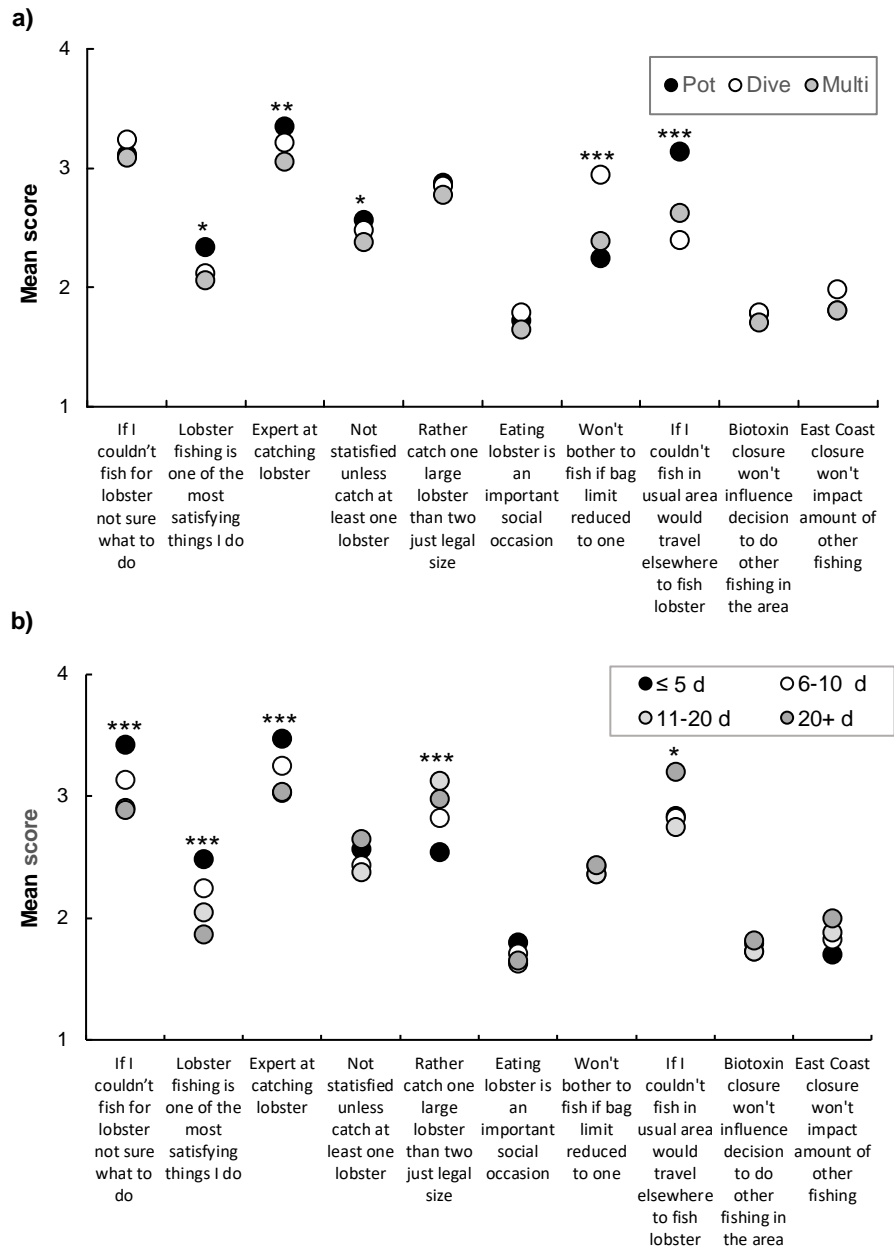 a)
4
3
2
1
Mean score
Pot Dive Multi
*
**
*
***
***
If I
couldn't
fish for
lobster
not sure
what to
do
Lobster
fishing is
one of the
most
satisfying
things I do
Expert at
catching
lobster
Not
statisfied
unless
catch at
least one
lobster
Rather
catch one
large
lobster
than two
just legal
size
Eating
lobster is
an
important
social
occasion
Won't
bother to
fish if bag
limit
reduced
to one
If I
couldn't
fish in
usual area
would
travel
elsewhere
to fish
lobster
Biotoxin
closure
won't
influence
decision
to do
other
fishing in
the area
East Coast
closure
won't
impact
amount of
other
fishing
b)
4
3
2
1
Mean score
≤ 5 d 6-10 d
11-20 d 20+ d
***
***
***
***
*
If I
couldn't
fish for
lobster
not sure
what to
do
Lobster
fishing is
one of the
most
satisfying
things I do
Expert at
catching
lobster
Not
statisfied
unless
catch at
least one
lobster
Rather
catch one
large
lobster
than two
just legal
size
Eating
lobster is
an
important
social
occasion
Won't
bother to
fish if bag
limit
reduced
to one
If I
couldn't
fish in
usual area
would
travel
elsewhere
to fish
lobster
Biotoxin
closure
won't
influence
decision
to do
other
fishing in
the area
East Coast
closure
won't
impact
amount of
other
fishing